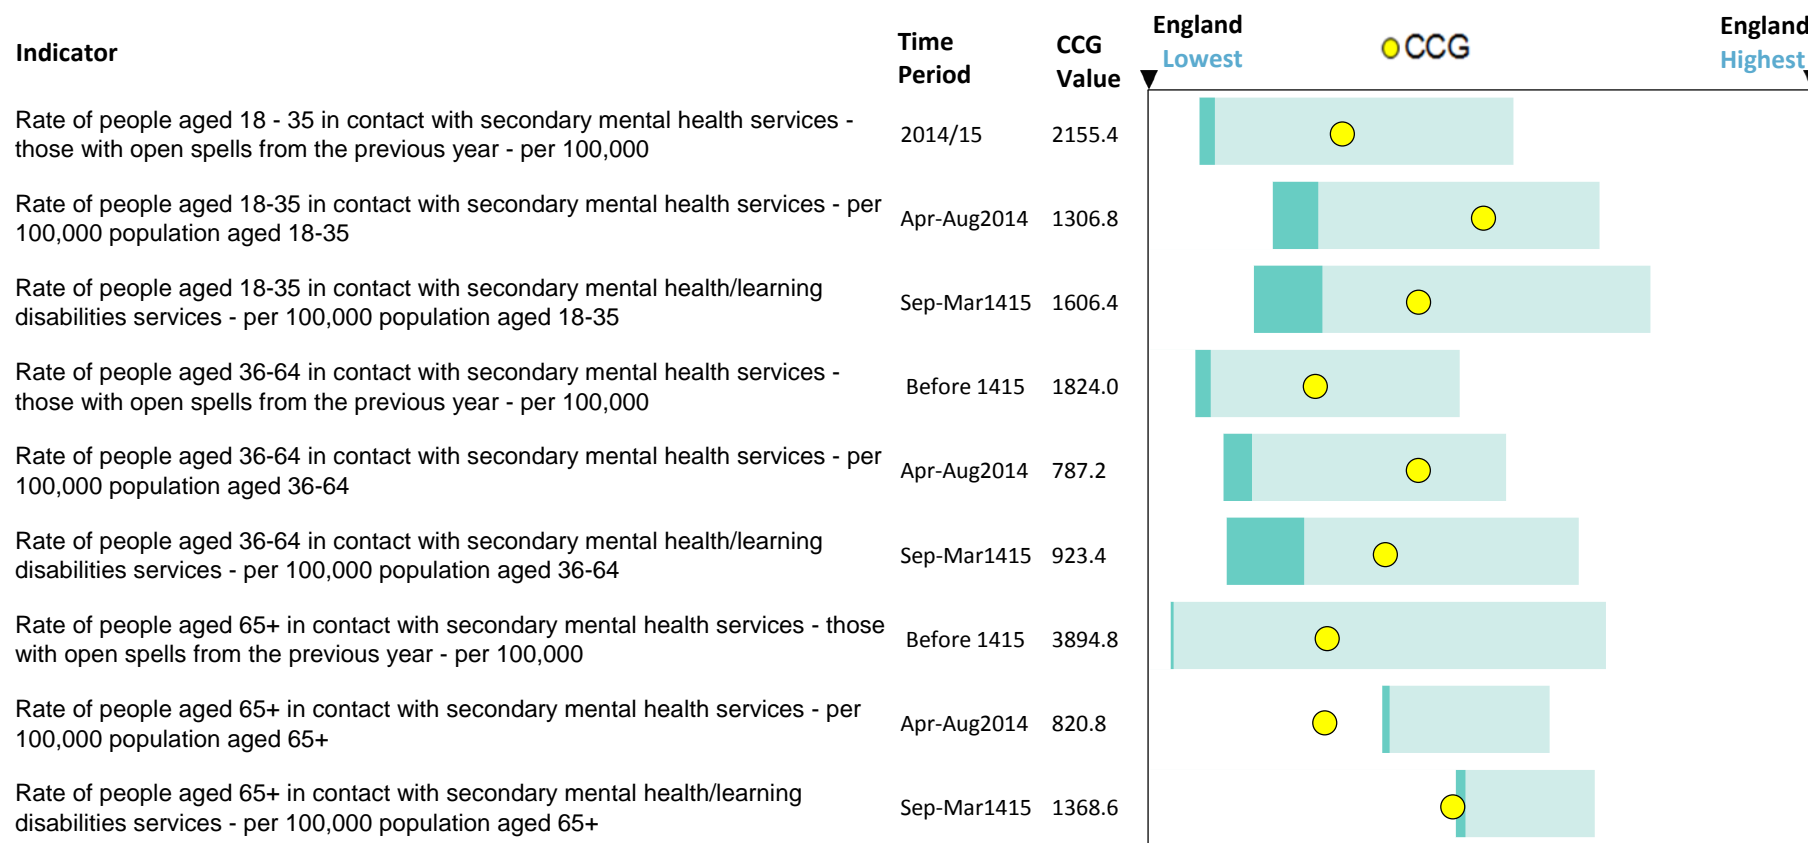 Indicator
Time
Period
CCG
Value
England
Lowest
CCG
England
Highest
Rate of people aged 18 - 35 in contact with secondary mental health services -
those with open spells from the previous year - per 100,000
2014/15
2155.4
Rate of people aged 18-35 in contact with secondary mental health services - per
100,000 population aged 18-35
Apr-Aug2014
1306.8
Rate of people aged 18-35 in contact with secondary mental health/learning
disabilities services - per 100,000 population aged 18-35
Sep-Mar1415
1606.4
Rate of people aged 36-64 in contact with secondary mental health services -
those with open spells from the previous year - per 100,000
Before 1415
1824.0
Rate of people aged 36-64 in contact with secondary mental health services - per
100,000 population aged 36-64
Apr-Aug2014
787.2
Rate of people aged 36-64 in contact with secondary mental health/learning
disabilities services - per 100,000 population aged 36-64
Sep-Mar1415
923.4
Rate of people aged 65+ in contact with secondary mental health services - those
with open spells from the previous year - per 100,000
Before 1415
3894.8
Rate of people aged 65+ in contact with secondary mental health services - per
100,000 population aged 65+
Apr-Aug2014
820.8
Rate of people aged 65+ in contact with secondary mental health/learning
disabilities services - per 100,000 population aged 65+
Sep-Mar1415
1368.6